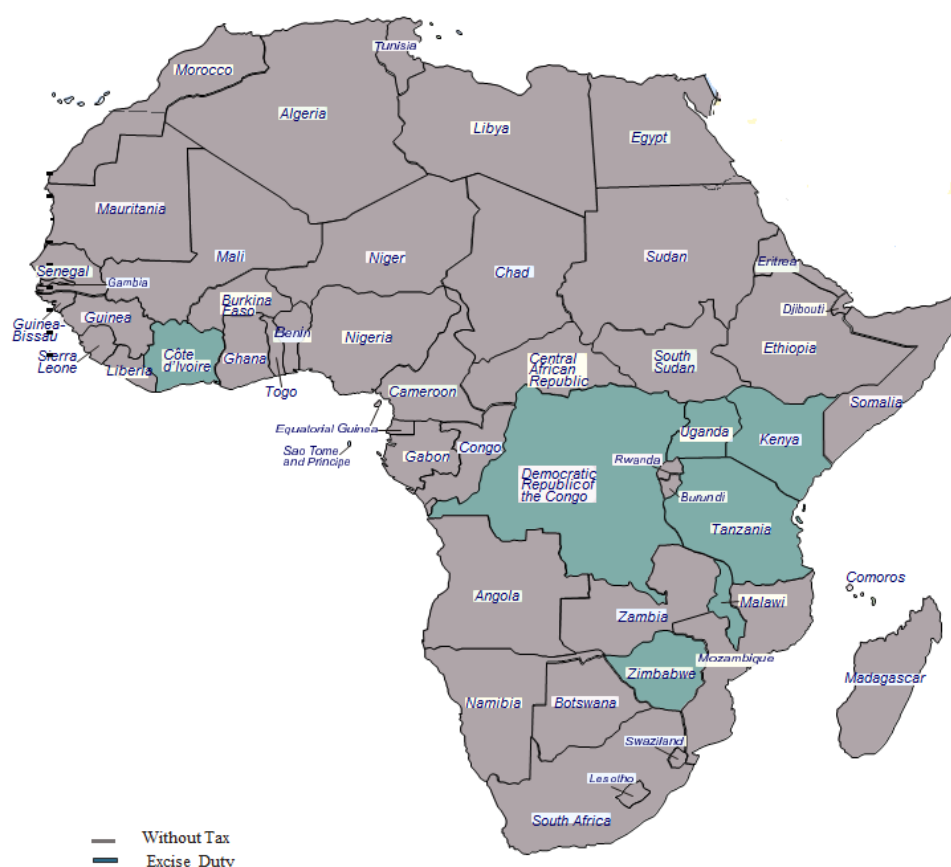 Tunisia
Morocco
Algeria
Libya
Egypt
Mauritania
Mali
Niger
Chad
Sudan
Eritrea
Senegal
Gambia
Djibouti
Guinea-
Bissau
Guinea
Burkina
Faso
Benin
Nigeria
Ethiopia
Sierra
Leone
Liberia
Côte
d'Ivoire
Ghana
Togo
Central
African
Republic
South
Sudan
Somalia
Cameroon
Equatorial Guinea
Sao Tome
and Principe
Gabon
Congo
Uganda
Kenya
Rwanda
Democratic
Republic of
the Congo
Burundi
Tanzania
Comoros
Angola
Zambia
Malawi
Mozambique
Zimbabwe
Madagascar
Namibia
Botswana
Swaziland
Lesotho
South Africa
Without Tax
Excise Duty